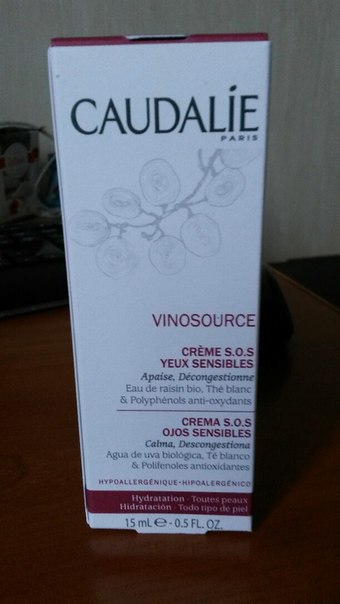 CAUDALÍE
PARIS
VINOSOURCE
CRÈME S.O.S
YEUX SENSIBLES
Apaise, Décongestionne
Eau de raisin bio, Thé blanc
& Polyphénols anti-oxydants
CREMA S.O.S
OJOS SENSIBLES
Calma, Descongestiona
Agua de uva biológica, Té blanco
& Polifenoles antioxidantes
HYPOALLERGÉNIQUE·HIPOALERGÉNICO
Hydratation · Toutes peaux
Hidratación · Todo tipo de piel
15 mL ℮ - 0.5 FL. OZ.